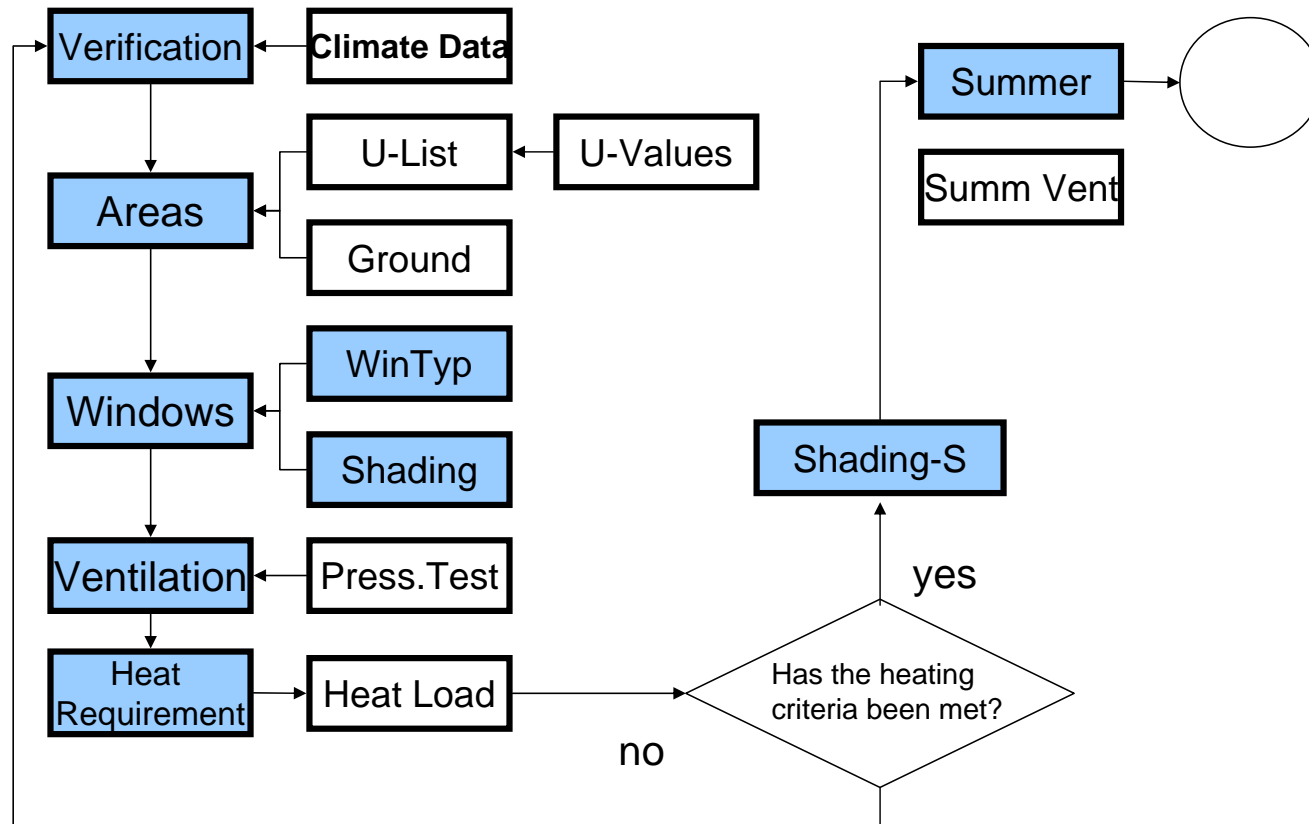 Verification
Climate Data
Summer
U-List
U-Values
Summ Vent
Areas
Ground
WinTyp
Windows
Shading
Shading-S
Ventilation
Press.Test
yes
Heat
Requirement
Heat Load
Has the heating
criteria been met?
no